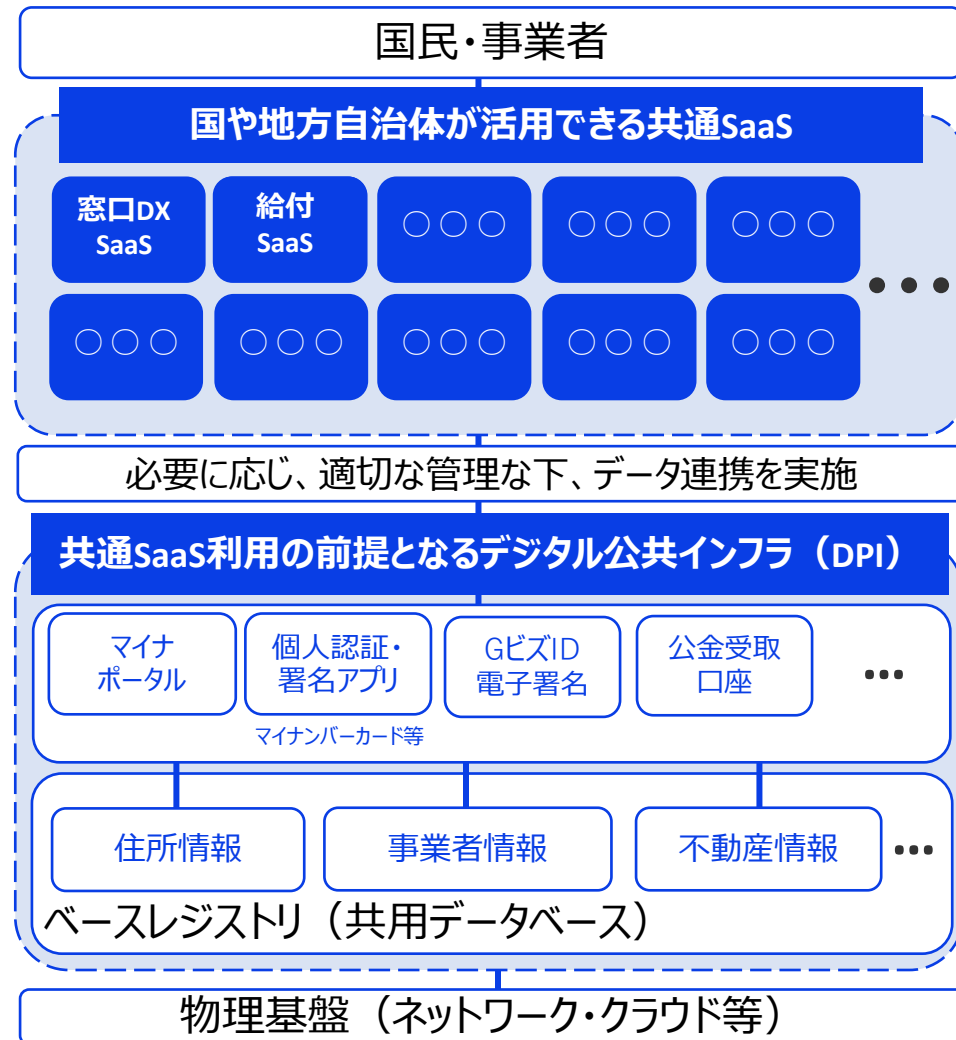 国民・事業者
国や地方自治体が活用できる共通SaaS
窓口DX
SaaS
給付
SaaS
○○○
○○○
○○○
○○○
○○○
○○○
○○○
○○○
●●●
必要に応じ、適切な管理な下、データ連携を実施
共通SaaS利用の前提となるデジタル公共インフラ（DPI）
マイナ
ポータル
個人認証・
署名アプリ
マイナンバーカード等
GビズID
電子署名
公金受取
口座
…
住所情報
事業者情報
不動産情報
…
ベースレジストリ（共用データベース）
物理基盤（ネットワーク・クラウド等）